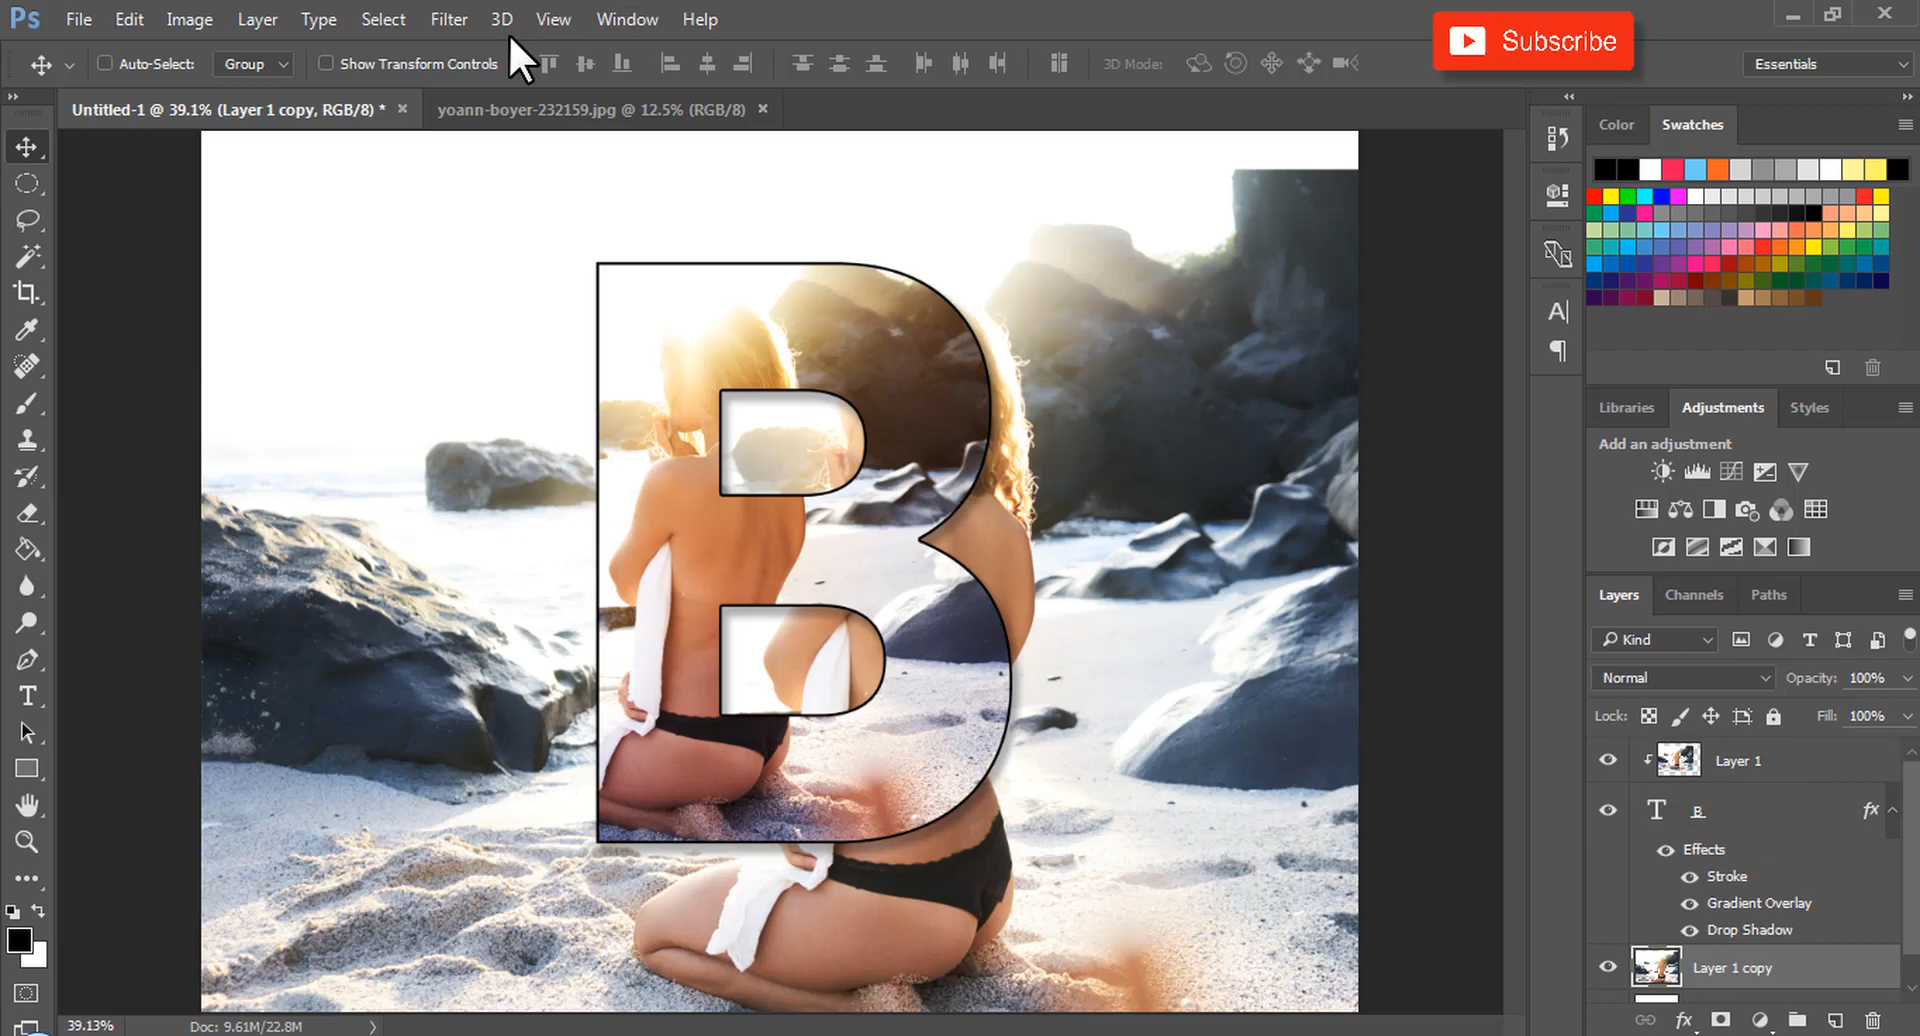 Ps File Edit Image Layer Type Select Filter 3D View Window Help
Subscribe
Auto-Select: Group Show Transform Controls 3D Mode: Essentials
Untitled-1 @ 39.1% (Layer 1 copy, RGB/8) * yoann-boyer-232159.jpg @ 12.5% (RGB/8)
Color Swatches
Libraries Adjustments Styles
Add an adjustment
Layers Channels Paths
Kind
Normal Opacity: 100%
Lock: Fill: 100%
Layer 1
T B fx
Effects
Stroke
Gradient Overlay
Drop Shadow
Layer 1 copy
B
39.13% Doc: 9.61M/22.8M
fx